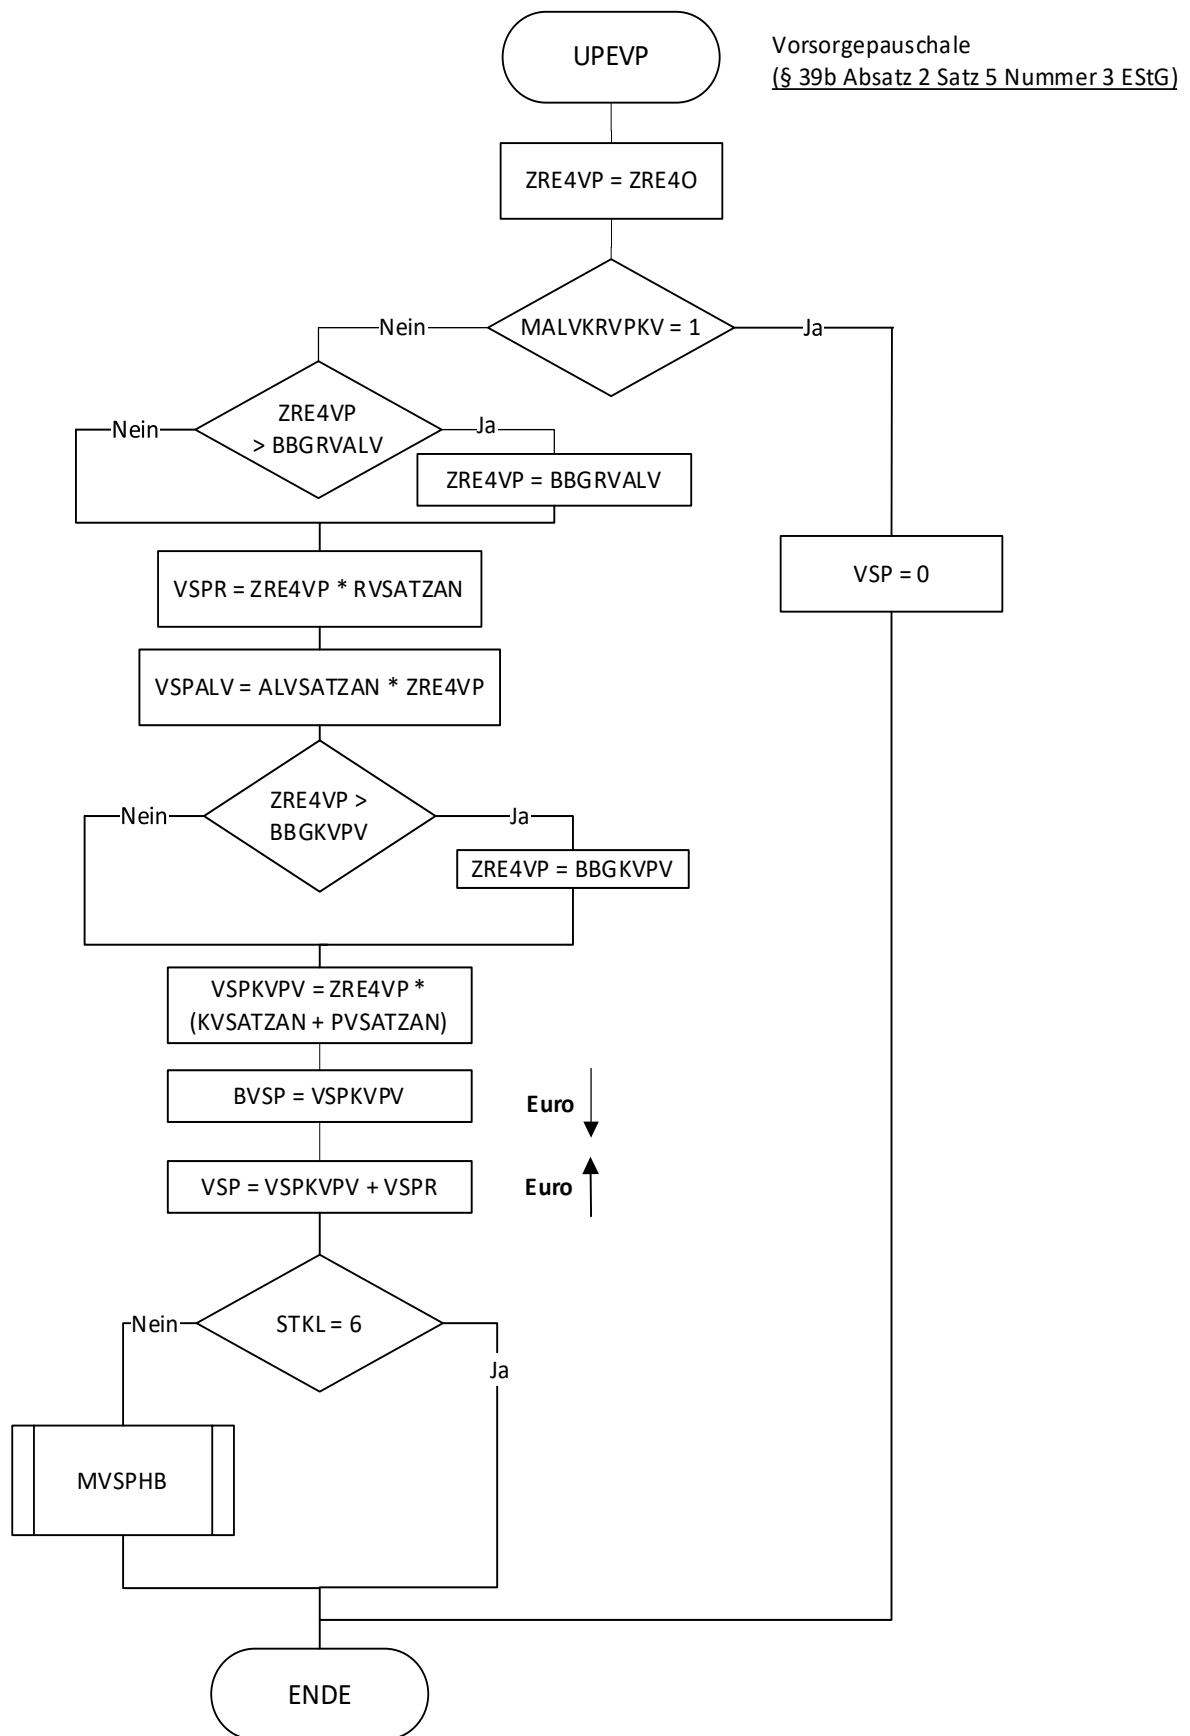 UPEVP
Vorsorgepauschale
(§ 39b Absatz 2 Satz 5 Nummer 3 EStG)
ZRE4VP = ZRE4O
MALVKRVPKV = 1
Nein
Ja
ZRE4VP
> BBGRVALV
Nein
Ja
ZRE4VP = BBGRVALV
VSP = 0
VSPR = ZRE4VP * RVSATZAN
VSPALV = ALVSATZAN * ZRE4VP
ZRE4VP >
BBGKVPV
Nein
Ja
ZRE4VP = BBGKVPV
VSPKVPV = ZRE4VP *
(KVSATZAN + PVSATZAN)
BVSP = VSPKVPV
Euro
VSP = VSPKVPV + VSPR
Euro
STKL = 6
Nein
Ja
MVSPHB
ENDE